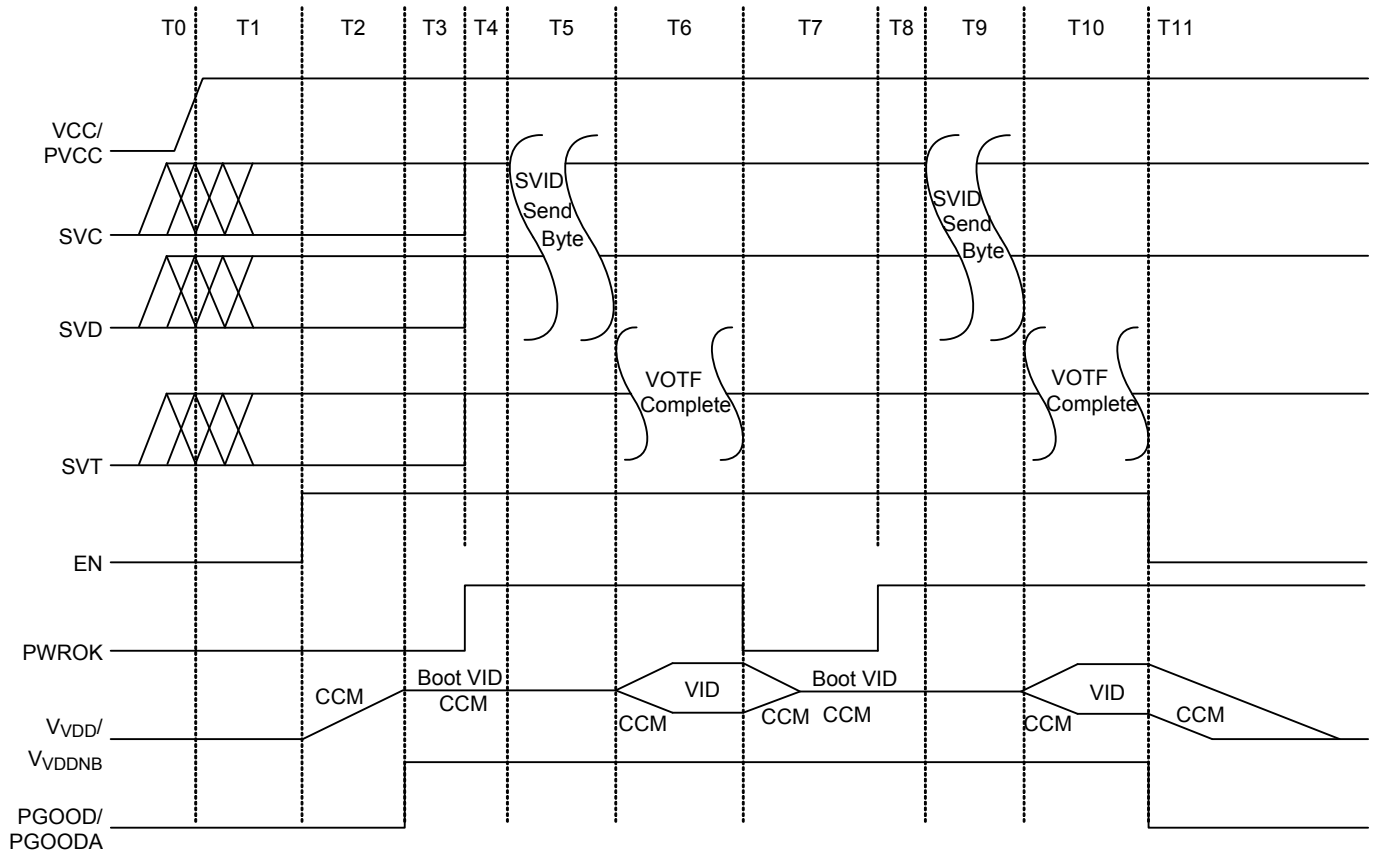 T0 T1 T2 T3 T4 T5 T6 T7 T8 T9 T10 T11
VCC/
PVCC
SVC
SVID
Send
Byte
SVID
Send
Byte
SVD
VOTF
Complete
VOTF
Complete
SVT
EN
PWROK
CCM
Boot VID
CCM
CCM
VID
CCM
Boot VID
CCM
CCM
VID
CCM
VVDD/
VVDDNB
PGOOD/
PGOODA